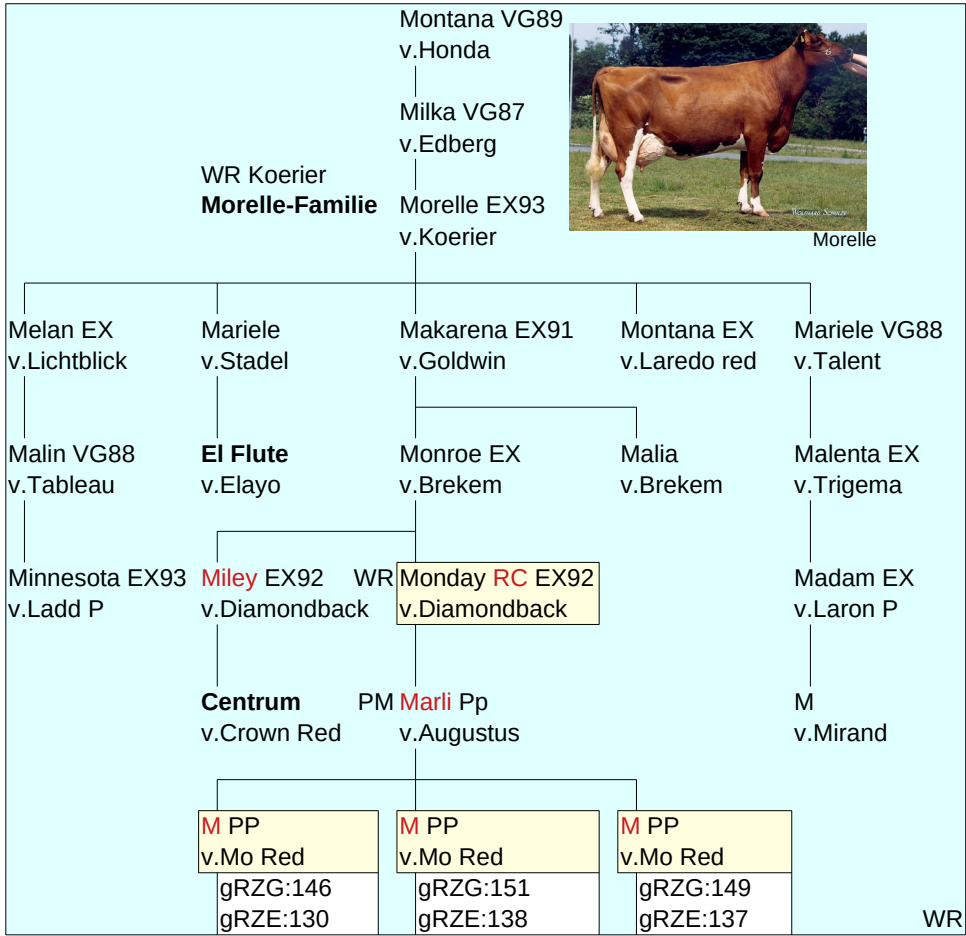 Montana VG89
v.Honda
Milka VG87
v.Edberg
WR Koerier
Morelle-Familie
Morelle EX93
v.Koerier
Wolfhard Schulze
Morelle
Melan EX
v.Lichtblick
Mariele
v.Stadel
Makarena EX91
v.Goldwin
Montana EX
v.Laredo red
Mariele VG88
v.Talent
Malin VG88
v.Tableau
El Flute
v.Elayo
Monroe EX
v.Brekem
Malia
v.Brekem
Malenta EX
v.Trigema
Minnesota EX93
v.Ladd P
Miley EX92
v.Diamondback
WR Monday RC EX92
v.Diamondback
Madam EX
v.Laron P
Centrum
v.Crown Red
PM Marli Pp
v.Augustus
M
v.Mirand
M PP
v.Mo Red
gRZG:146
gRZE:130
M PP
v.Mo Red
gRZG:151
gRZE:138
M PP
v.Mo Red
gRZG:149
gRZE:137
WR